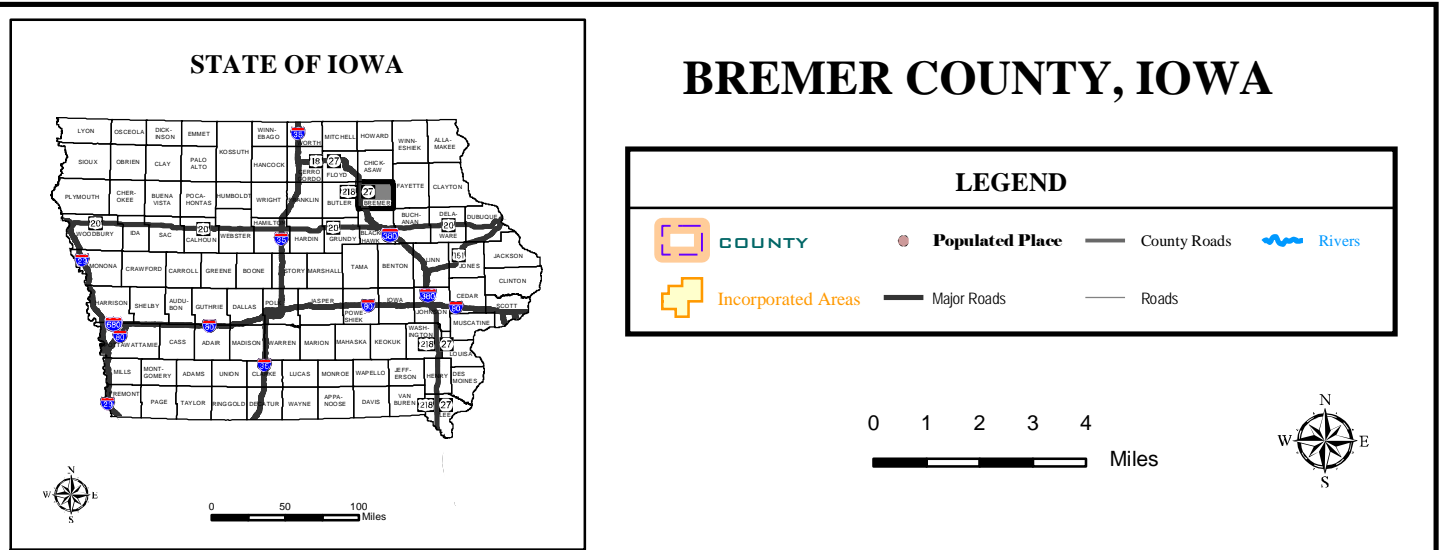 STATE OF IOWA
LYON OSCEOLA DICK- INSON EMMET WINN- EBAGO 35 WORTH MITCHELL HOWARD WINN- ESHIEK ALLA- MAKEE
SIOUX OBRIEN CLAY PALO ALTO KOSSUTH HANCOCK 18 27 CERRO GORDO FLOYD CHICK- ASAW
PLYMOUTH CHER- OKEE BUENA VISTA POCA- HONTAS HUMBOLDT WRIGHT BUTLER 218 27 BREMER FAYETTE CLAYTON
20 WOODBURY IDA SAC 20 CALHOUN WEBSTER HAMILTON 35 HARDIN 20 GRUNDY BLACK HAWK 380 BUCH- ANAN DELA- WARE 20 DUBUQUE
MONONA CRAWFORD CARROLL GREENE BOONE STORY MARSHALL TAMA BENTON LINN 151 JONES JACKSON
CLINTON
HARRISON SHELBY AUDU- BON GUTHRIE DALLAS POLK JASPER POWE- SHIEK 80 IOWA 380 JOHNSON CEDAR SCOTT
680 80 CASS 80 ADAIR MADISON WARREN MARION MAHASKA KEOKUK WASH- INGTON 218 27 MUSCATINE LOUISA
MILLS MONT- GOMERY ADAMS UNION 35 LUCAS MONROE WAPELLO JEFF- ERSON HENRY DES MOINES
PAGE TAYLOR RINGGOLD WAYNE APPA- NOOSE DAVIS VAN BUREN 218 27 LEE
N
W E
S
0 50 100
Miles
BREMER COUNTY, IOWA
LEGEND
COUNTY Populated Place County Roads Rivers
Incorporated Areas Major Roads Roads
0 1 2 3 4
Miles
N
W E
S